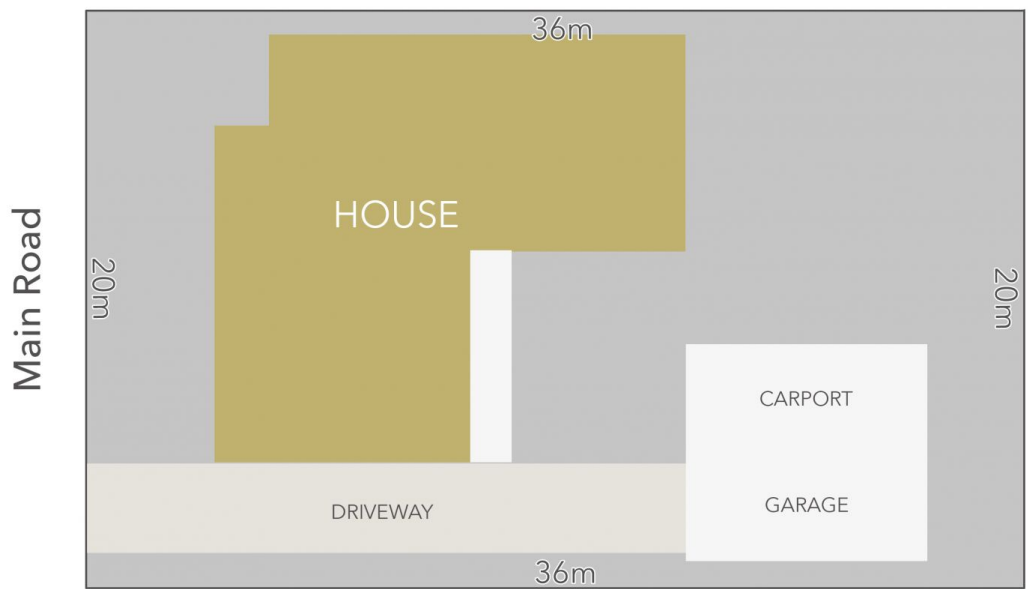 36m
Main Road
20m
HOUSE
20m
CARPORT
GARAGE
DRIVEWAY
36m